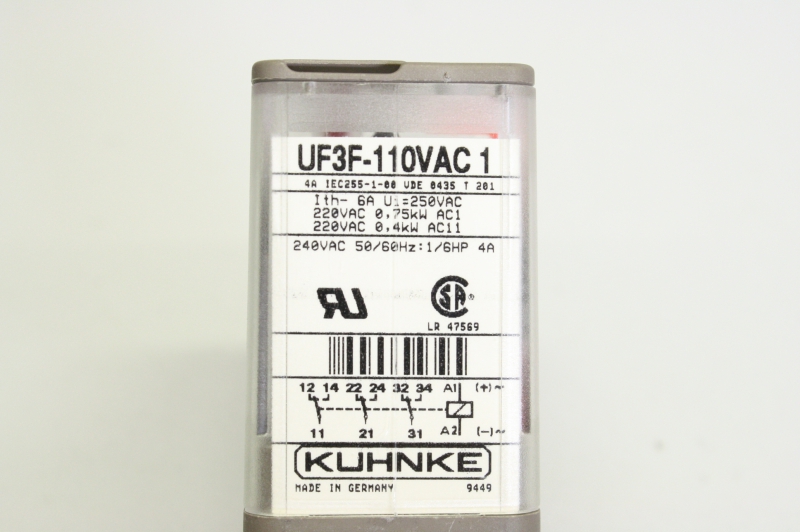 UF3F-110VAC 1
4A IEC255-1-00 VDE 0435 T 201
Ith- 6A Ui=250VAC
220VAC 0,75kW AC1
220VAC 0,4kW AC11
240VAC 50/60Hz:1/6HP 4A
RU SA®
LR 47569
12 14 22 24 32 34 A1 (+)~
11 21 31 A2 (-)~
KUHNKE
MADE IN GERMANY 9449